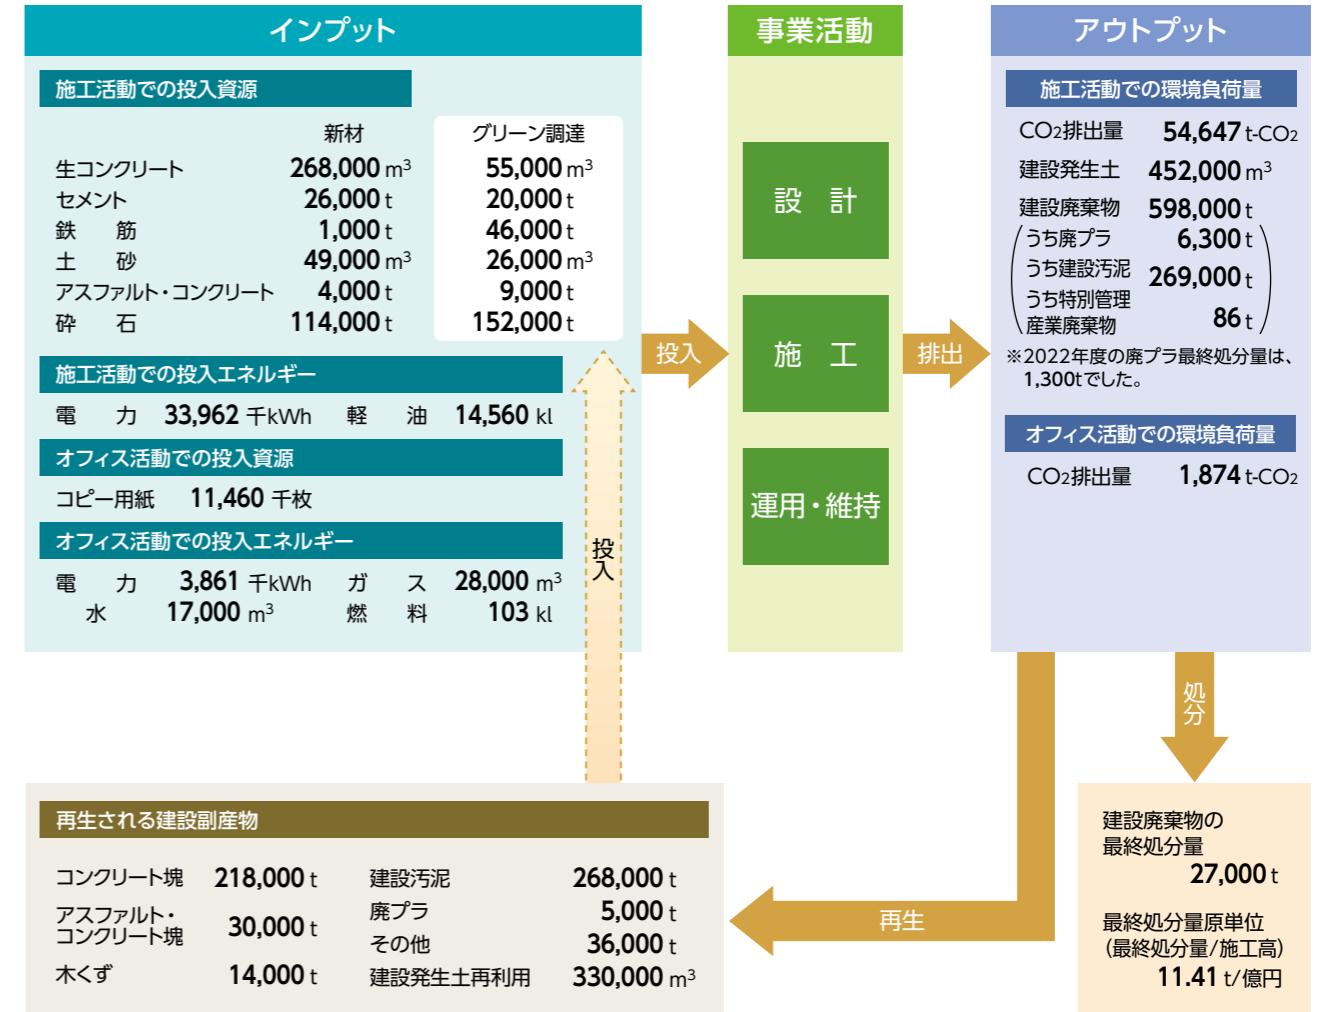 インプット
施工活動での投入資源
新材 グリーン調達
生コンクリート 268,000 m³ 55,000 m³
セメント 26,000 t 20,000 t
鉄 筋 1,000 t 46,000 t
土 砂 49,000 m³ 26,000 m³
アスファルト・コンクリート 4,000 t 9,000 t
砕 石 114,000 t 152,000 t
施工活動での投入エネルギー
電 力 33,962 千kWh 軽 油 14,560 kl
オフィス活動での投入資源
コピー用紙 11,460 千枚
オフィス活動での投入エネルギー
電 力 3,861 千kWh ガ ス 28,000 m³
水 17,000 m³ 燃 料 103 kl
投入
投入
事業活動
設 計
施 工
運用・維持
排出
アウトプット
施工活動での環境負荷量
CO₂排出量 54,647 t-CO₂
建設発生土 452,000 m³
建設廃棄物 598,000 t
うち廃プラ 6,300 t
うち建設汚泥 269,000 t
うち特別管理
産業廃棄物 86 t
※2022年度の廃プラ最終処分量は、
1,300tでした。
オフィス活動での環境負荷量
CO₂排出量 1,874 t-CO₂
処分
再生
再生される建設副産物
コンクリート塊 218,000 t 建設汚泥 268,000 t
アスファルト・
コンクリート塊 30,000 t 廃プラ 5,000 t
その他 36,000 t
木くず 14,000 t 建設発生土再利用 330,000 m³
建設廃棄物の
最終処分量
27,000 t
最終処分量原単位
(最終処分量/施工高)
11.41 t/億円